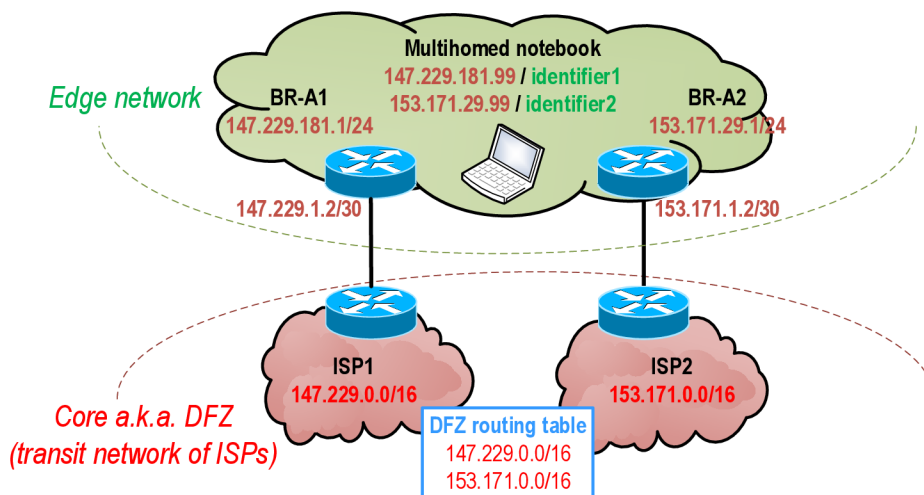 Multihomed notebook
147.229.181.99 / identifier1
153.171.29.99 / identifier2
Edge network
BR-A1
147.229.181.1/24
BR-A2
153.171.29.1/24
147.229.1.2/30
153.171.1.2/30
ISP1
147.229.0.0/16
ISP2
153.171.0.0/16
Core a.k.a. DFZ
(transit network of ISPs)
DFZ routing table
147.229.0.0/16
153.171.0.0/16